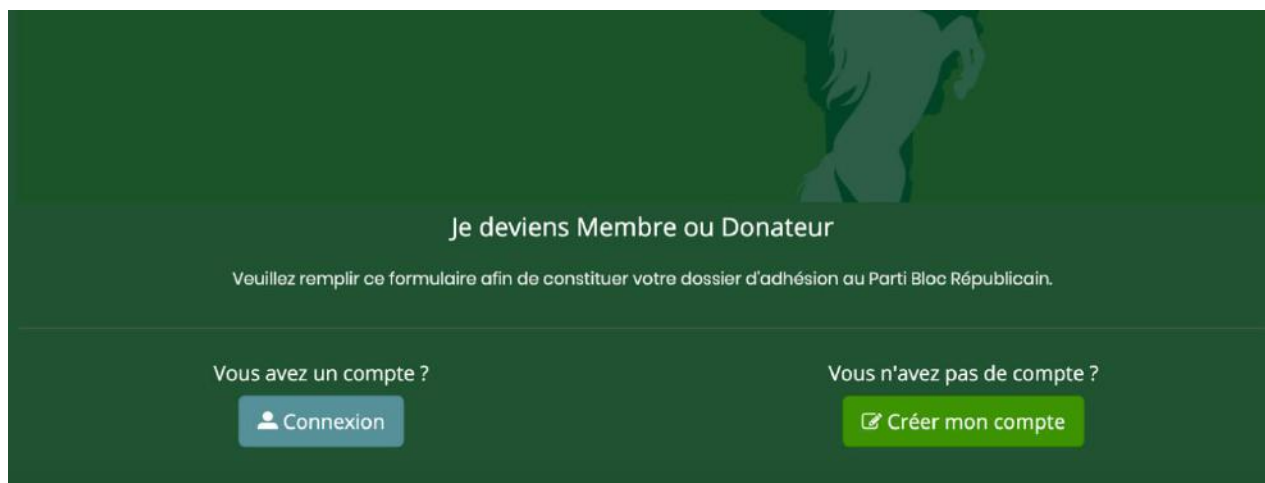 Je deviens Membre ou Donateur
Veuillez remplir ce formulaire afin de constituer votre dossier d'adhésion au Parti Bloc Républicain.
Vous avez un compte ?
Connexion
Vous n'avez pas de compte ?
Créer mon compte